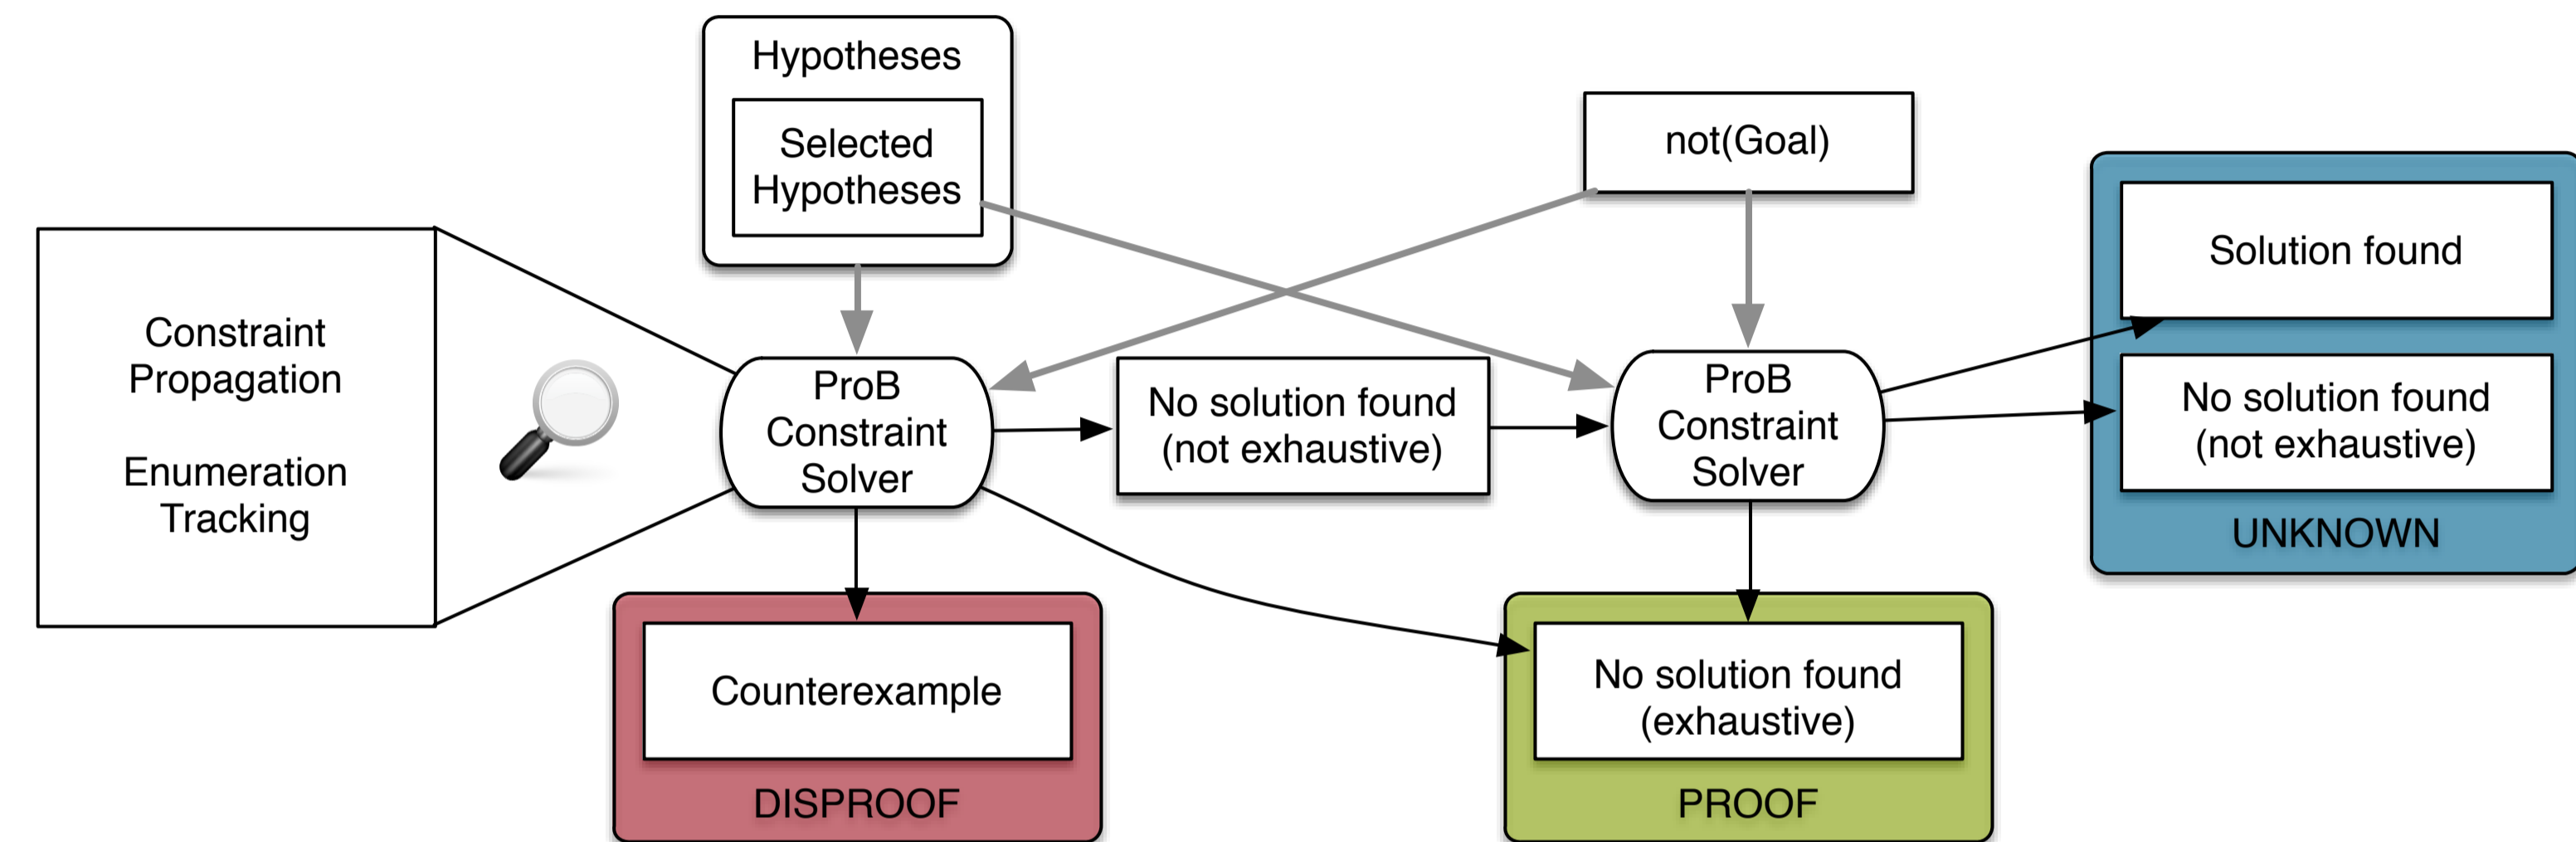 Hypotheses
Selected
Hypotheses
not(Goal)
Solution found
No solution found
(not exhaustive)
UNKNOWN
Constraint
Propagation
Enumeration
Tracking
ProB
Constraint
Solver
No solution found
(not exhaustive)
ProB
Constraint
Solver
Counterexample
DISPROOF
No solution found
(exhaustive)
PROOF